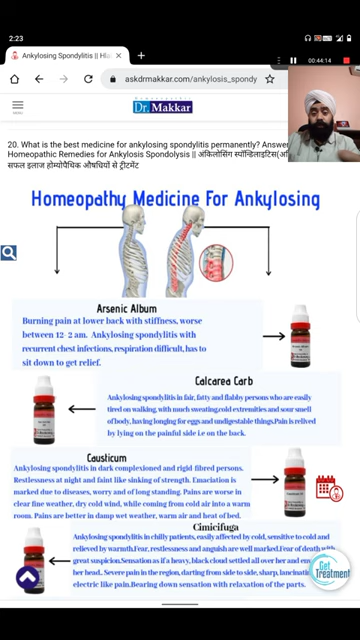 2:23
00:44:14
Ankylosing Spondylitis || H
askdrmakkar.com/ankylosis_spondy
Dr. Makkar
20. What is the best medicine for ankylosing spondylitis permanently? Answer
Homeopathic Remedies for Ankylosis Spondolysis || अंकिलोसिंग स्पॉन्डिलाइटिस
सफल इलाज होम्योपैथिक औषधियों से ट्रीटमेंट
Homeopathy Medicine For Ankylosing
Arsenic Album
Burning pain at lower back with stiffness, worse
between 12- 2 am. Ankylosing spondylitis with
recurrent chest infections, respiration difficult, has to
sit down to get relief.
Calcarea Carb
Ankylosing spondylitis in fair, fatty and flabby persons who are easily
tired on walking, with much sweating, cold extremities and sour smell
of body, having longing for eggs and undigestable things. Pain is relived
by lying on the painful side i.e on the back.
Causticum
Ankylosing spondylitis in dark complexioned and rigid fibred persons.
Restlessness at night and faint like sinking of strength. Emaciation is
marked due to diseases, worry and of long standing. Pains are worse in
clear fine weather, dry cold wind, while coming from cold air into a warm
room. Pains are better in damp wet weather, warm air and heat of bed.
Cimicifuga
Ankylosing spondylitis in chilly patients, easily affected by cold, sensitive to cold and
relieved by warmth. Fear, restlessness and anguish are well marked. Fear of death
great suspicion. Sensation as if a heavy, black cloud settled all over her and
her head.. Severe pain in the region, darting from side to side, sharp, lancinating
electric like pain. Bearing down sensation with relaxation of the parts.
Get
Treatment